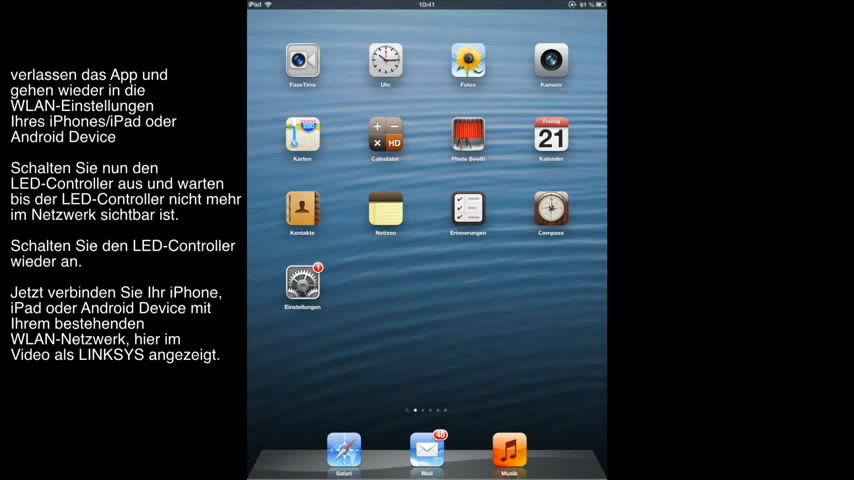 iPad 10:41 61 %
verlassen das App und
gehen wieder in die
WLAN-Einstellungen
Ihres iPhones/iPad oder
Android Device
Schalten Sie nun den
LED-Controller aus und warten
bis der LED-Controller nicht mehr
im Netzwerk sichtbar ist.
Schalten Sie den LED-Controller
wieder an.
Jetzt verbinden Sie Ihr iPhone,
iPad oder Android Device mit
Ihrem bestehenden
WLAN-Netzwerk, hier im
Video als LINKSYS angezeigt.
FaceTime Uhr Fotos Kamera
280
HD
Freitag
21
Karten Calculator Photo Booth Kalender
Kontakte Notizen Erinnerungen Compass
1
Einstellungen
46
Safari Mail Musik